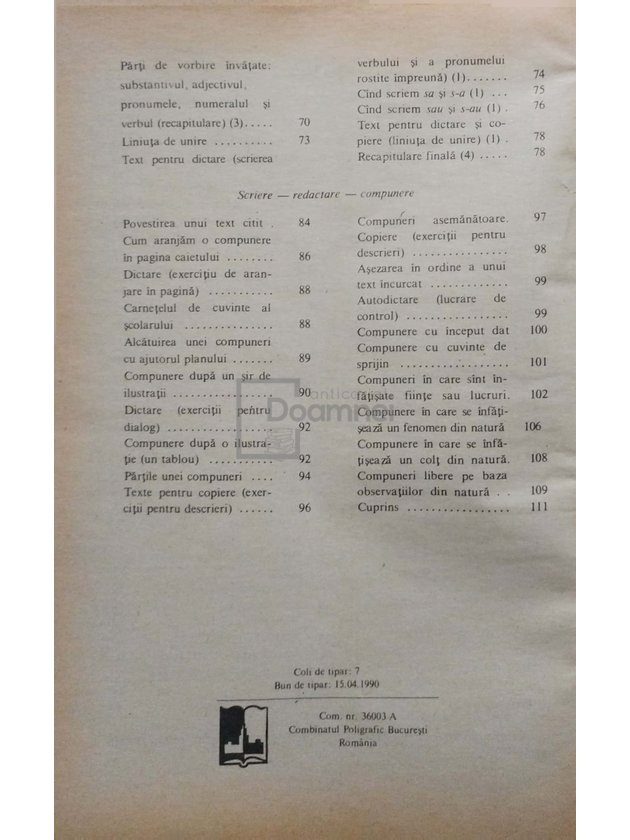 Părți de vorbire învățate:
substantivul, adjectivul,
pronumele, numeralul și
verbul (recapitulare) (3)..... 70
Liniuța de unire .......... 73
Text pentru dictare (scrierea
verbului și a pronumelui
rostite împreună) (1)....... 74
Cînd scriem sa și s-a (1) ... 75
Cînd scriem sau și s-au (1) . 76
Text pentru dictare și co-
piere (liniuța de unire) (1) . 78
Recapitulare finală (4) ..... 78
Scriere — redactare — compunere
Povestirea unui text citit . 84
Cum aranjăm o compunere
în pagina caietului ........ 86
Dictare (exercițiu de aran-
jare în pagină) ........... 88
Carnețelul de cuvinte al
școlarului ............... 88
Alcătuirea unei compuneri
cu ajutorul planului ....... 89
Compunere după un șir de
ilustrații ................. 90
Dictare (exerciții pentru
dialog) .................. 92
Compunere după o ilustra-
ție (un tablou) ........... 92
Părțile unei compuneri .... 94
Texte pentru copiere (exer-
ciții pentru descrieri) ...... 96
Compuneri asemănătoare. 97
Copiere (exerciții pentru
descrieri) ................ 98
Așezarea în ordine a unui
text încurcat ............. 99
Autodictare (lucrare de
control) .................. 99
Compunere cu început dat 100
Compunere cu cuvinte de
sprijin .................. 101
Compuneri în care sînt în-
fățișate ființe sau lucruri. 102
Compunere în care se înfăți-
șează un fenomen din natură 106
Compunere în care se înfă-
țișează un colț din natură. 108
Compuneri libere pe baza
observațiilor din natură . . 109
Cuprins ................. 111
anticariat
Doamnei
Coli de tipar: 7
Bun de tipar: 15.04.1990
Com. nr. 36003 A
Combinatul Poligrafic București
România